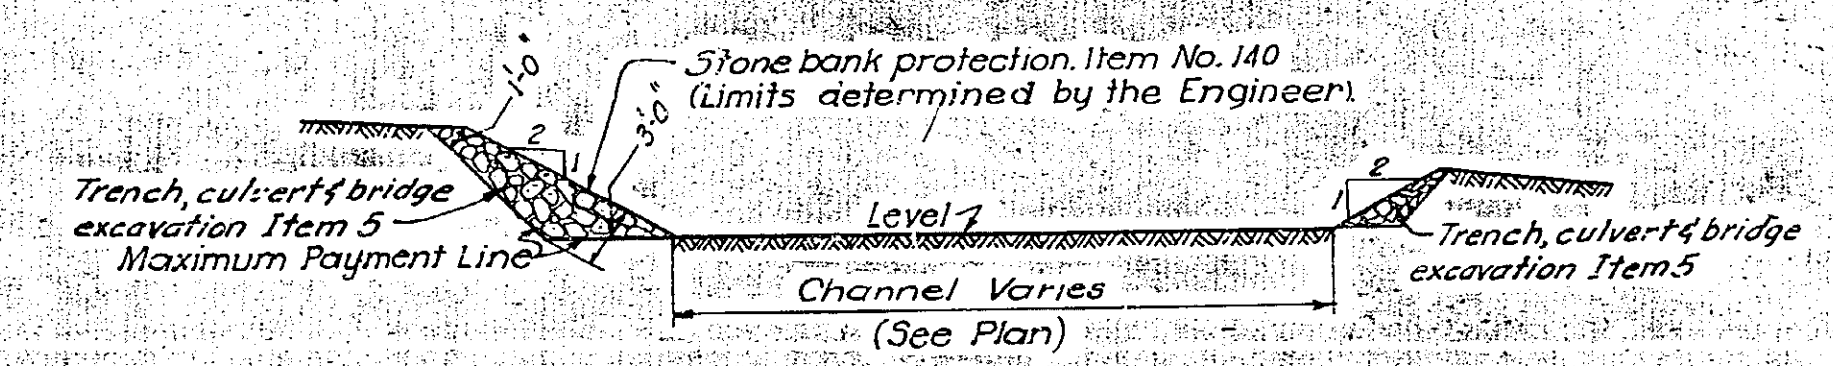 1'-0"
Stone bank protection. Item No. 140
(Limits determined by the Engineer).
3'-0"
2
1
Trench, culvert & bridge
excavation Item 5
Maximum Payment Line
Level
2
1
Trench, culvert & bridge
excavation Item 5
Channel Varies
(See Plan)